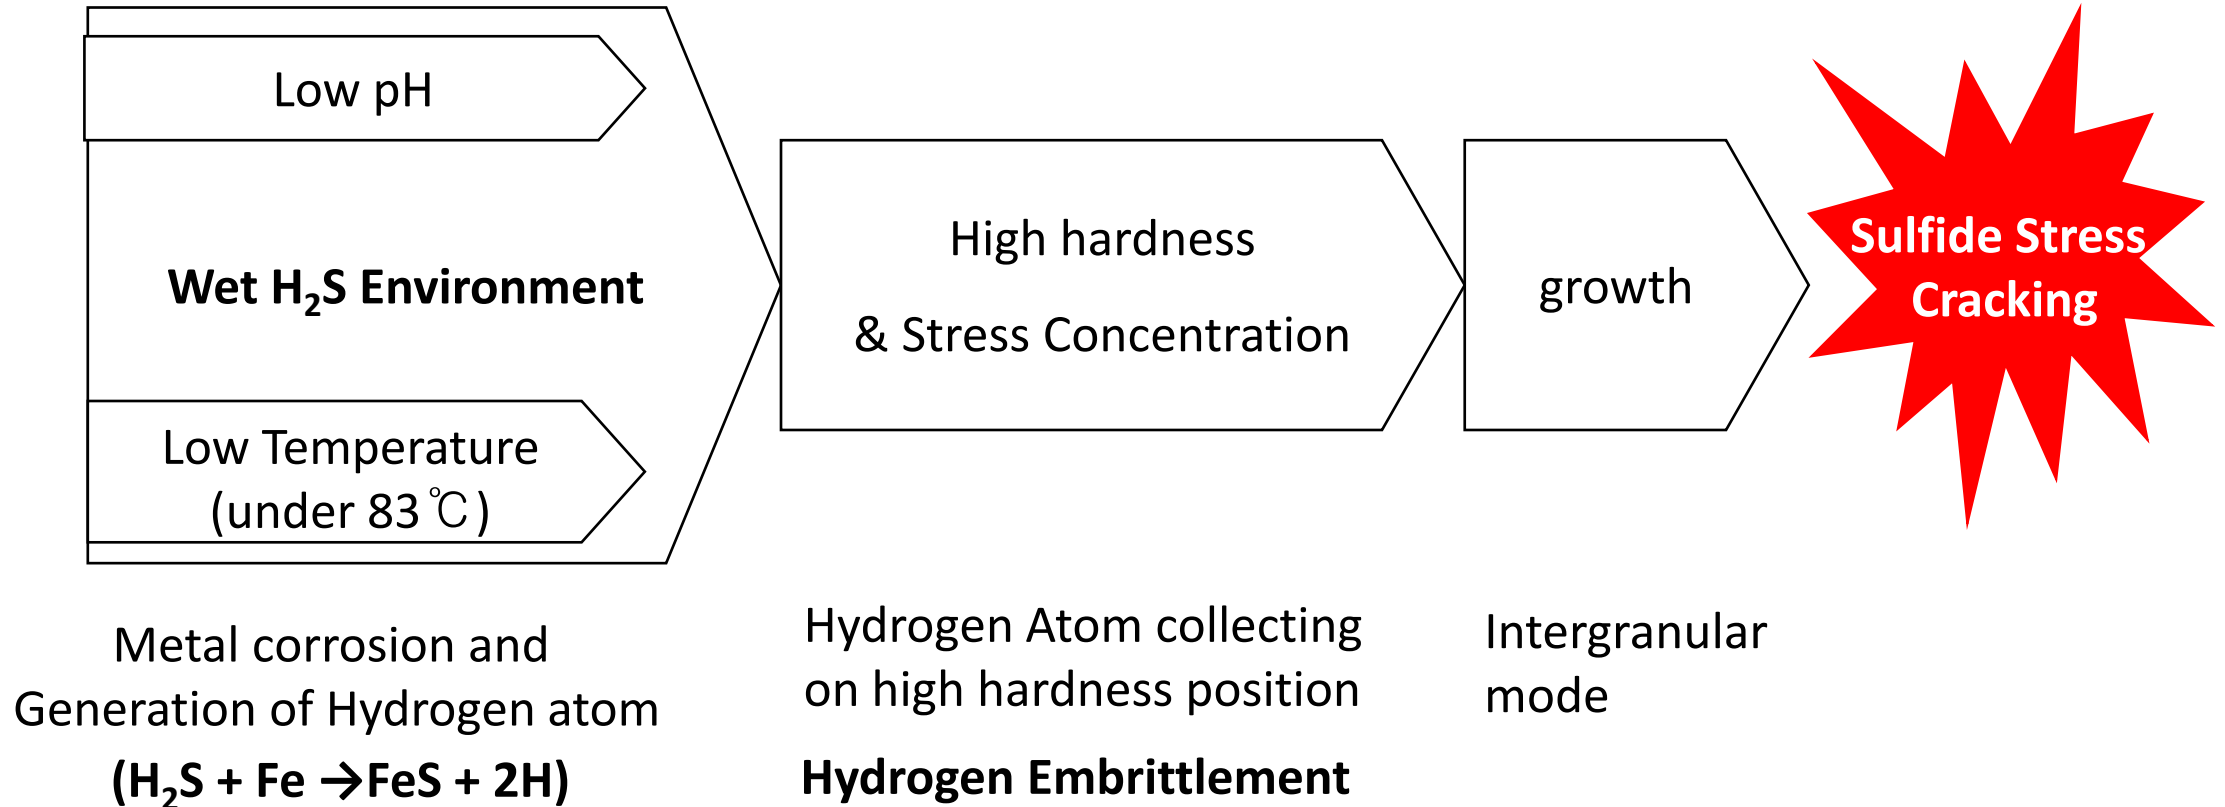 Low pH
Wet H₂S Environment
Low Temperature
(under 83℃)
High hardness
& Stress Concentration
growth
Sulfide Stress
Cracking
Metal corrosion and
Generation of Hydrogen atom
(H₂S + Fe →FeS + 2H)
Hydrogen Atom collecting
on high hardness position
Hydrogen Embrittlement
Intergranular
mode